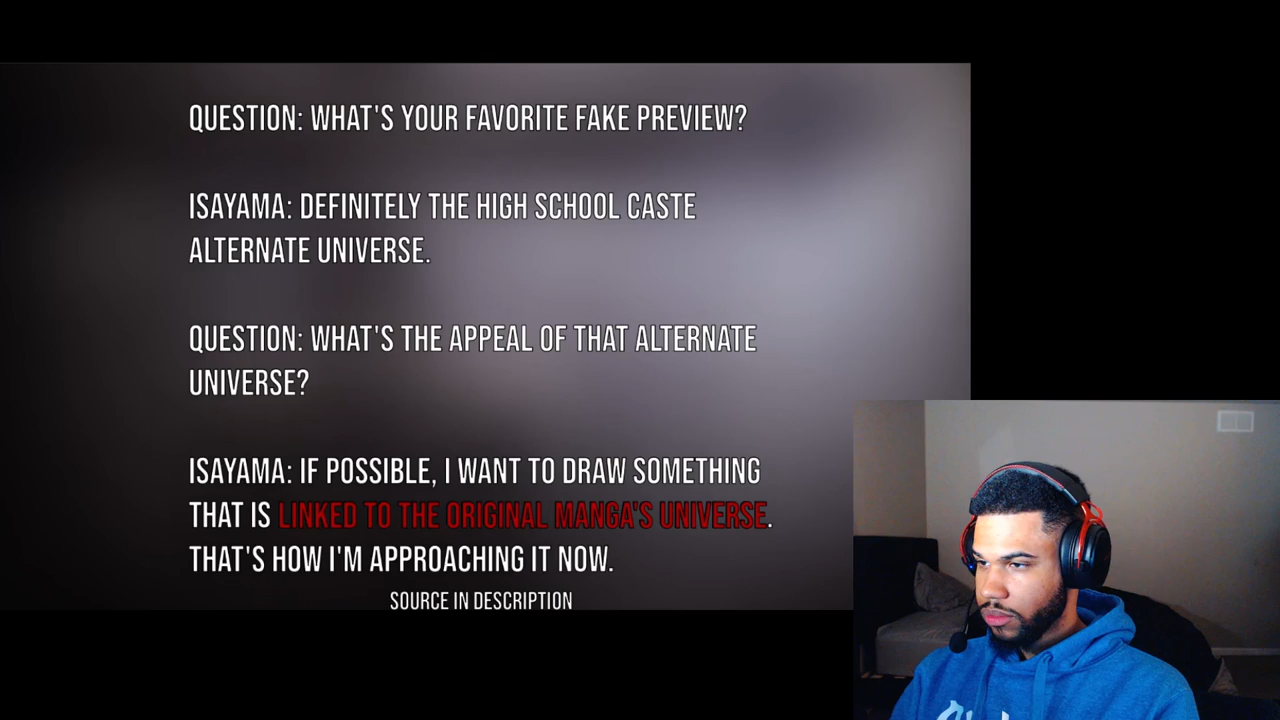 QUESTION: WHAT'S YOUR FAVORITE FAKE PREVIEW?
ISAYAMA: DEFINITELY THE HIGH SCHOOL CASTE
ALTERNATE UNIVERSE.
QUESTION: WHAT'S THE APPEAL OF THAT ALTERNATE
UNIVERSE?
ISAYAMA: IF POSSIBLE, I WANT TO DRAW SOMETHING
THAT IS LINKED TO THE ORIGINAL MANGA'S UNIVERSE.
THAT'S HOW I'M APPROACHING IT NOW.
SOURCE IN DESCRIPTION